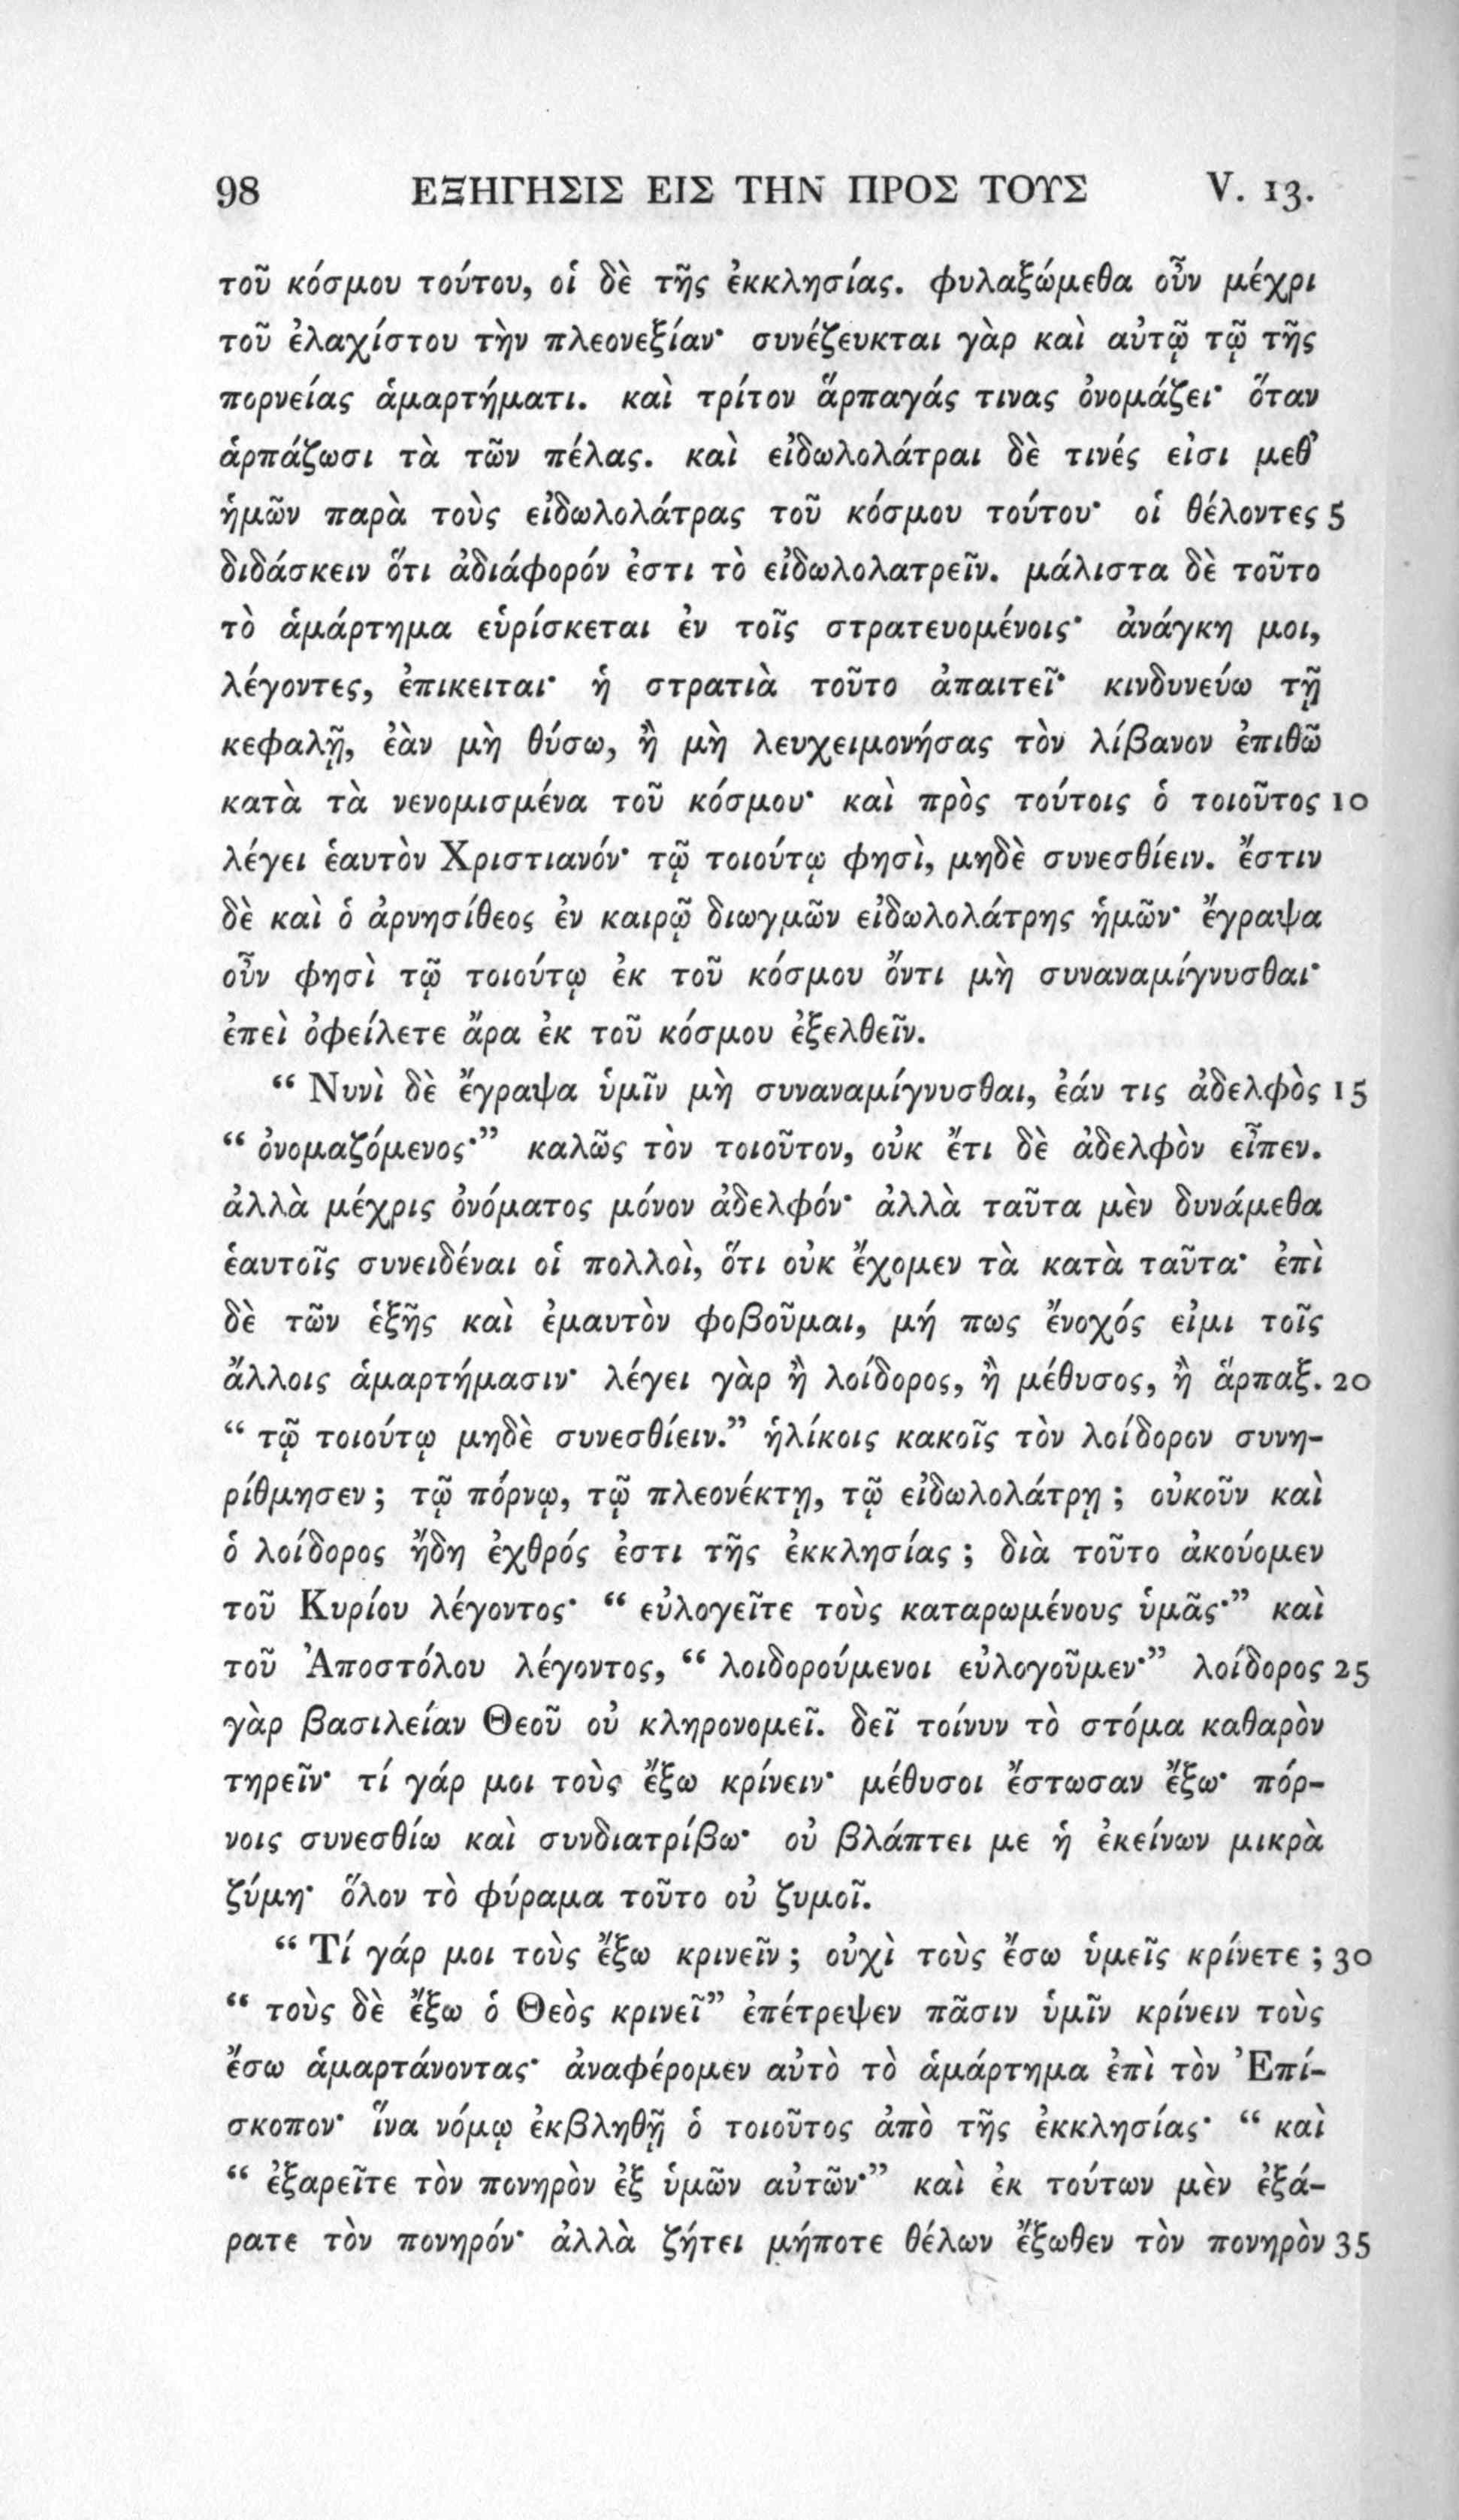 98 ΕΞΗΓΗΣΙΣ ΕΙΣ ΤΗΝ ΠΡΟΣ ΤΟΥΣ V. 13.
τοῦ κόσμου τούτου, οἱ δὲ τῆς ἐκκλησίας. φυλαξώμεθα οὖν μέχρι
τοῦ ἐλαχίστου τὴν πλεονεξίαν· συνέζευκται γὰρ καὶ αὐτῷ τῷ τῆς
πορνείας ἁμαρτήματι. καὶ τρίτον ἅρπαγάς τινας ὀνομάζει· ὅταν
ἁρπάζωσι τὰ τῶν πέλας. καὶ εἰδωλολάτραι δὲ τινές εἰσι μεθ’
ἡμῶν παρὰ τοὺς εἰδωλολάτρας τοῦ κόσμου τούτου· οἱ θέλοντες 5
διδάσκειν ὅτι ἀδιάφορόν ἐστι τὸ εἰδωλολατρεῖν. μάλιστα δὲ τοῦτο
τὸ ἁμάρτημα εὑρίσκεται ἐν τοῖς στρατευομένοις· ἀνάγκη μοι,
λέγοντες, ἐπικειται· ἡ στρατιὰ τοῦτο ἀπαιτεῖ· κινδυνεύω τῇ
κεφαλῇ, ἐὰν μὴ θύσω, ἢ μὴ λευχειμονήσας τὸν λίβανον ἐπιθῶ
κατὰ τὰ νενομισμένα τοῦ κόσμου· καὶ πρὸς τούτοις ὁ τοιοῦτος 10
λέγει ἑαυτὸν Χριστιανόν· τῷ τοιούτῳ φησὶ, μηδὲ συνεσθίειν. ἔστιν
δὲ καὶ ὁ ἀρνησίθεος ἐν καιρῷ διωγμῶν εἰδωλολάτρης ἡμῶν· ἔγραψα
οὖν φησὶ τῷ τοιούτῳ ἐκ τοῦ κόσμου ὄντι μὴ συναναμίγνυσθαι·
ἐπεὶ ὀφείλετε ἄρα ἐκ τοῦ κόσμου ἐξελθεῖν.
“ Νυνὶ δὲ ἔγραψα ὑμῖν μὴ συναναμίγνυσθαι, ἐάν τις ἀδελφὸς 15
“ ὀνομαζόμενος·” καλῶς τὸν τοιοῦτον, οὐκ ἔτι δὲ ἀδελφὸν εἶπεν.
ἀλλὰ μέχρις ὀνόματος μόνον ἀδελφόν· ἀλλὰ ταῦτα μὲν δυνάμεθα
ἑαυτοῖς συνειδέναι οἱ πολλοὶ, ὅτι οὐκ ἔχομεν τὰ κατὰ ταῦτα· ἐπὶ
δὲ τῶν ἑξῆς καὶ ἐμαυτὸν φοβοῦμαι, μή πως ἔνοχός εἰμι τοῖς
ἄλλοις ἁμαρτήμασιν· λέγει γὰρ ἢ λοίδορος, ἢ μέθυσος, ἢ ἅρπαξ. 20
“ τῷ τοιούτῳ μηδὲ συνεσθίειν.” ἡλίκοις κακοῖς τὸν λοίδορον συνη-
ρίθμησεν ; τῷ πόρνῳ, τῷ πλεονέκτῃ, τῷ εἰδωλολάτρῃ ; οὐκοῦν καὶ
ὁ λοίδορος ἤδη ἐχθρός ἐστι τῆς ἐκκλησίας ; διὰ τοῦτο ἀκούομεν
τοῦ Κυρίου λέγοντος· “ εὐλογεῖτε τοὺς καταρωμένους ὑμᾶς·” καὶ
τοῦ Ἀποστόλου λέγοντος, “ λοιδορούμενοι εὐλογοῦμεν·” λοίδορος 25
γὰρ βασιλείαν Θεοῦ οὐ κληρονομεῖ. δεῖ τοίνυν τὸ στόμα καθαρὸν
τηρεῖν· τί γάρ μοι τοὺς ἔξω κρίνειν· μέθυσοι ἔστωσαν ἔξω· πόρ-
νοις συνεσθίω καὶ συνδιατρίβω· οὐ βλάπτει με ἡ ἐκείνων μικρὰ
ζύμη· ὅλον τὸ φύραμα τοῦτο οὐ ζυμοῖ.
“ Τί γάρ μοι τοὺς ἔξω κρινεῖν ; οὐχὶ τοὺς ἔσω ὑμεῖς κρίνετε ; 30
“ τοὺς δὲ ἔξω ὁ Θεὸς κρινεῖ” ἐπέτρεψεν πᾶσιν ὑμῖν κρίνειν τοὺς
ἔσω ἁμαρτάνοντας· ἀναφέρομεν αὐτὸ τὸ ἁμάρτημα ἐπὶ τὸν Ἐπί-
σκοπον· ἵνα νόμῳ ἐκβληθῇ ὁ τοιοῦτος ἀπὸ τῆς ἐκκλησίας· “ καὶ
“ ἐξαρεῖτε τὸν πονηρὸν ἐξ ὑμῶν αὐτῶν·” καὶ ἐκ τούτων μὲν ἐξά-
ρατε τὸν πονηρόν· ἀλλὰ ζήτει μήποτε θέλων ἔξωθεν τὸν πονηρὸν 35